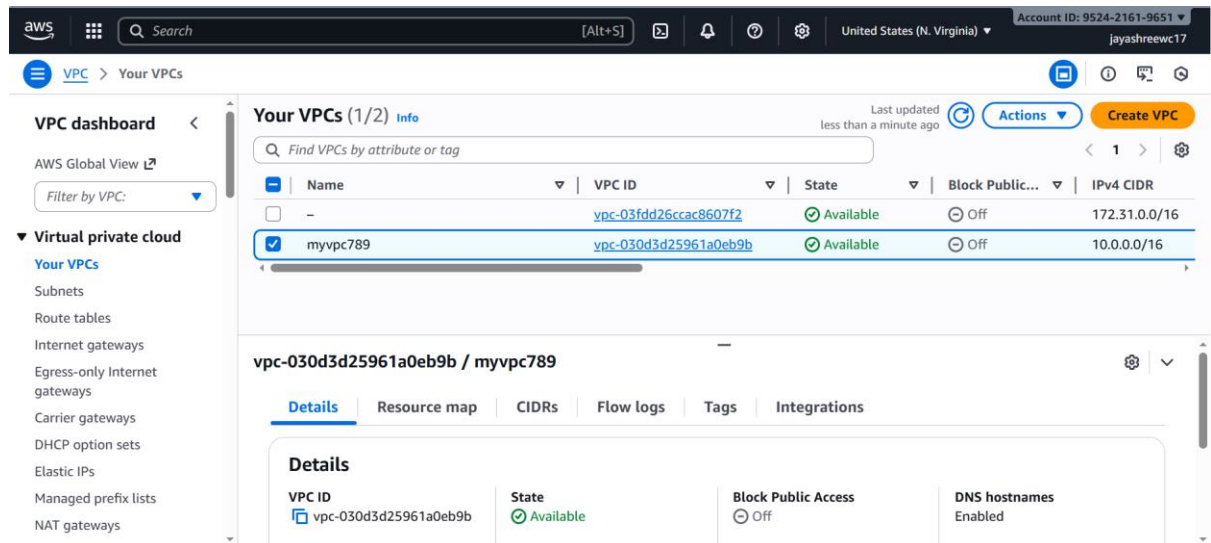 aws
Search
[Alt+S]
United States (N. Virginia)
Account ID: 9524-2161-9651
jayashreewc17
VPC > Your VPCs
VPC dashboard
AWS Global View
Filter by VPC:
Virtual private cloud
Your VPCs
Subnets
Route tables
Internet gateways
Egress-only Internet
gateways
Carrier gateways
DHCP option sets
Elastic IPs
Managed prefix lists
NAT gateways
Your VPCs (1/2) Info
Last updated
less than a minute ago
Actions
Create VPC
Find VPCs by attribute or tag
1
Name VPC ID State Block Public... IPv4 CIDR
– vpc-03fdd26ccac8607f2 Available Off 172.31.0.0/16
myvpc789 vpc-030d3d25961a0eb9b Available Off 10.0.0.0/16
vpc-030d3d25961a0eb9b / myvpc789
Details Resource map CIDRs Flow logs Tags Integrations
Details
VPC ID State Block Public Access DNS hostnames
vpc-030d3d25961a0eb9b Available Off Enabled